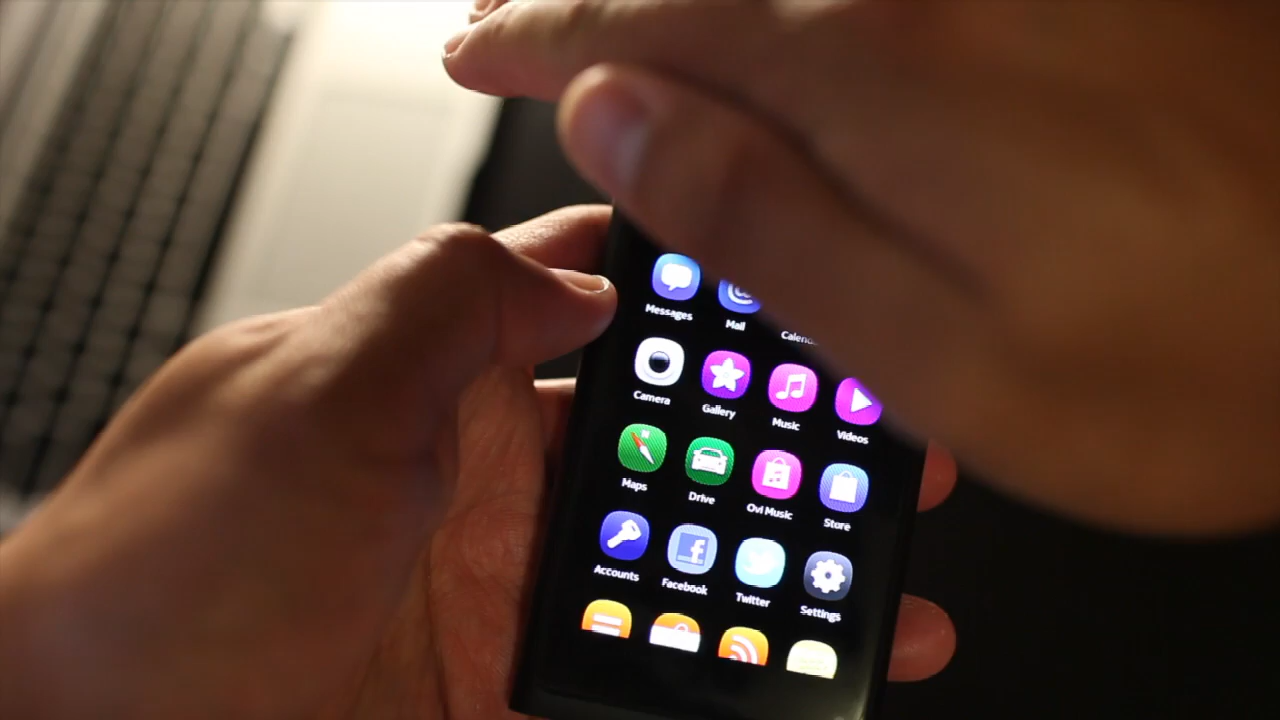 Messages Mail
Camera Gallery Music Videos
Maps Drive Ovi Music Store
Accounts Facebook Twitter Settings